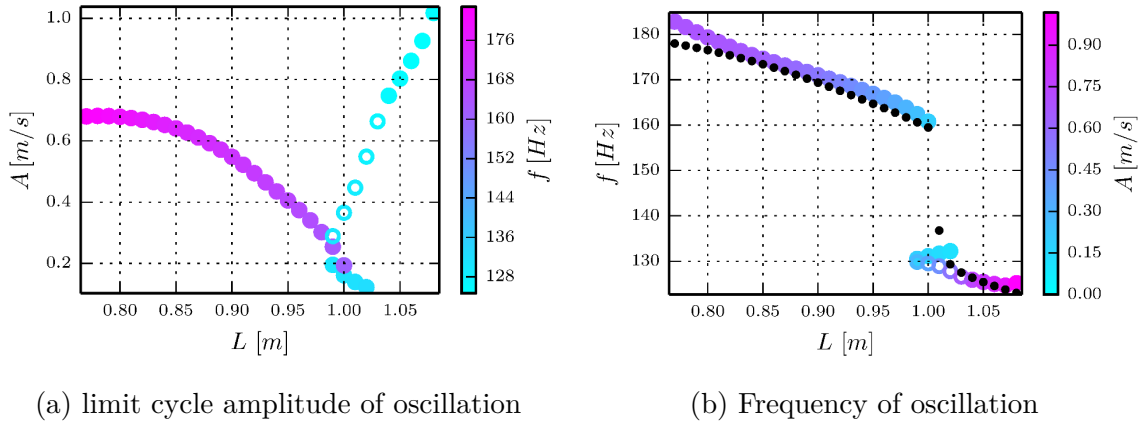 1.0
0.8
0.6
0.4
0.2
A [m/s]
0.80 0.85 0.90 0.95 1.00 1.05
L [m]
176
168
160
152
144
136
128
f [Hz]
180
170
160
150
140
130
f [Hz]
0.80 0.85 0.90 0.95 1.00 1.05
L [m]
0.90
0.75
0.60
0.45
0.30
0.15
0.00
A [m/s]
(a) limit cycle amplitude of oscillation
(b) Frequency of oscillation